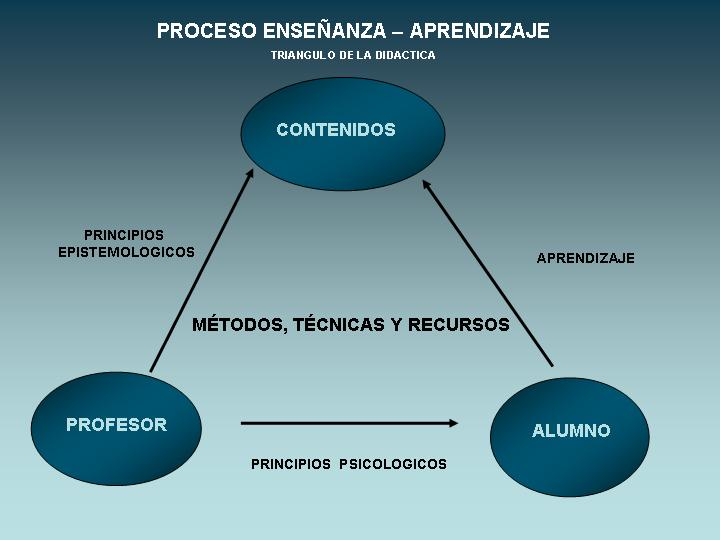 PROCESO ENSEÑANZA – APRENDIZAJE
TRIANGULO DE LA DIDACTICA
CONTENIDOS
PRINCIPIOS
EPISTEMOLOGICOS
APRENDIZAJE
MÉTODOS, TÉCNICAS Y RECURSOS
PROFESOR
ALUMNO
PRINCIPIOS PSICOLOGICOS